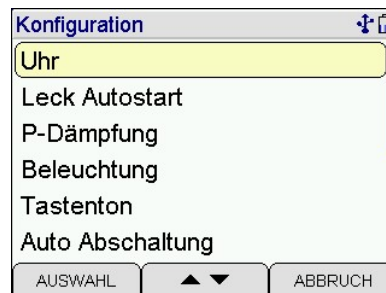 Konfiguration
Uhr
Leck Autostart
P-Dämpfung
Beleuchtung
Tastenton
Auto Abschaltung
AUSWAHL ▲ ▼ ABBRUCH